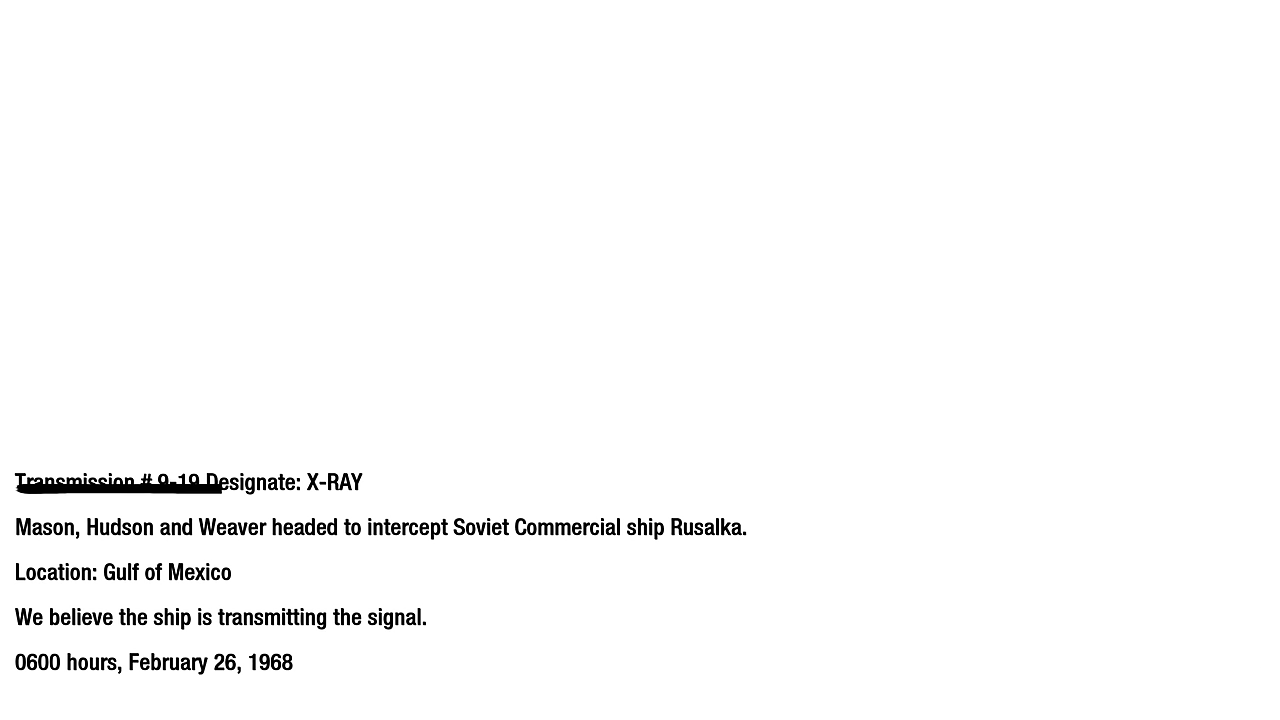 Transmission # 9-19 Designate: X-RAY
Mason, Hudson and Weaver headed to intercept Soviet Commercial ship Rusalka.
Location: Gulf of Mexico
We believe the ship is transmitting the signal.
0600 hours, February 26, 1968